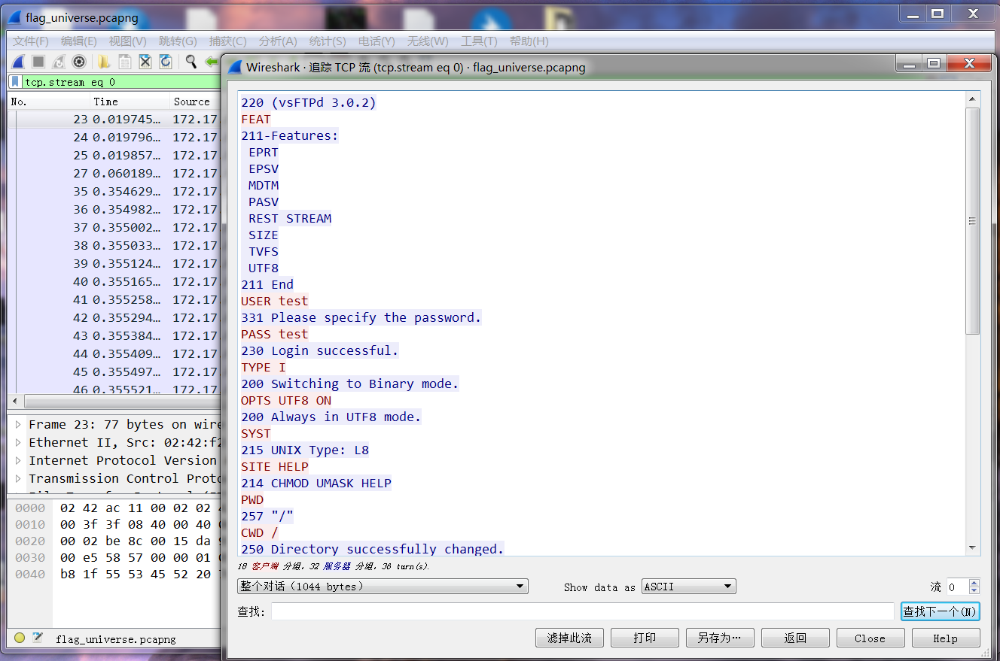 flag_universe.pcapng
文件(F) 编辑(E) 视图(V) 跳转(G) 捕获(C) 分析(A) 统计(S) 电话(Y) 无线(W) 工具(T) 帮助(H)
tcp.stream eq 0
No. Time Source
23 0.019745… 172.17
24 0.019796… 172.17
25 0.019857… 172.17
27 0.060189… 172.17
35 0.354629… 172.17
36 0.354982… 172.17
37 0.355002… 172.17
38 0.355033… 172.17
39 0.355124… 172.17
40 0.355165… 172.17
41 0.355258… 172.17
42 0.355294… 172.17
43 0.355384… 172.17
44 0.355409… 172.17
45 0.355497… 172.17
46 0.355521… 172.17
Frame 23: 77 bytes on wire
Ethernet II, Src: 02:42:f2
Internet Protocol Version
Transmission Control Proto
0000 02 42 ac 11 00 02 02
0010 00 3f 3f 08 40 00 40
0020 00 02 be 8c 00 15 da
0030 00 e5 58 57 00 00 01
0040 b8 1f 55 53 45 52 20
flag_universe.pcapng
Wireshark · 追踪 TCP 流 (tcp.stream eq 0) · flag_universe.pcapng
220 (vsFTPd 3.0.2)
FEAT
211-Features:
EPRT
EPSV
MDTM
PASV
REST STREAM
SIZE
TVFS
UTF8
211 End
USER test
331 Please specify the password.
PASS test
230 Login successful.
TYPE I
200 Switching to Binary mode.
OPTS UTF8 ON
200 Always in UTF8 mode.
SYST
215 UNIX Type: L8
SITE HELP
214 CHMOD UMASK HELP
PWD
257 "/"
CWD /
250 Directory successfully changed.
18 客户端 分组, 32 服务器 分组, 36 turn(s).
整个对话 (1044 bytes) Show data as ASCII 流 0
查找: 查找下一个(N)
滤掉此流 打印 另存为… 返回 Close Help